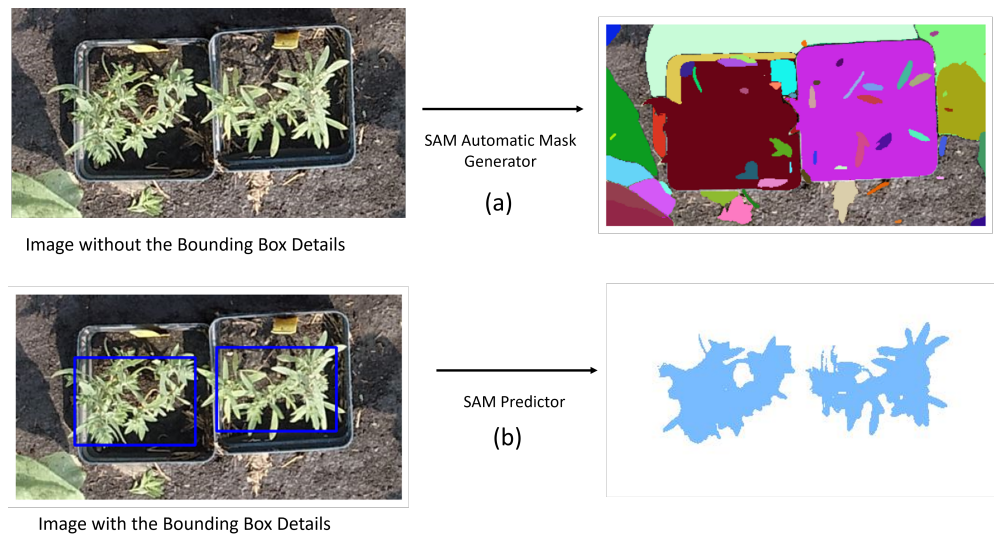 SAM Automatic Mask
Generator
(a)
Image without the Bounding Box Details
SAM Predictor
(b)
Image with the Bounding Box Details